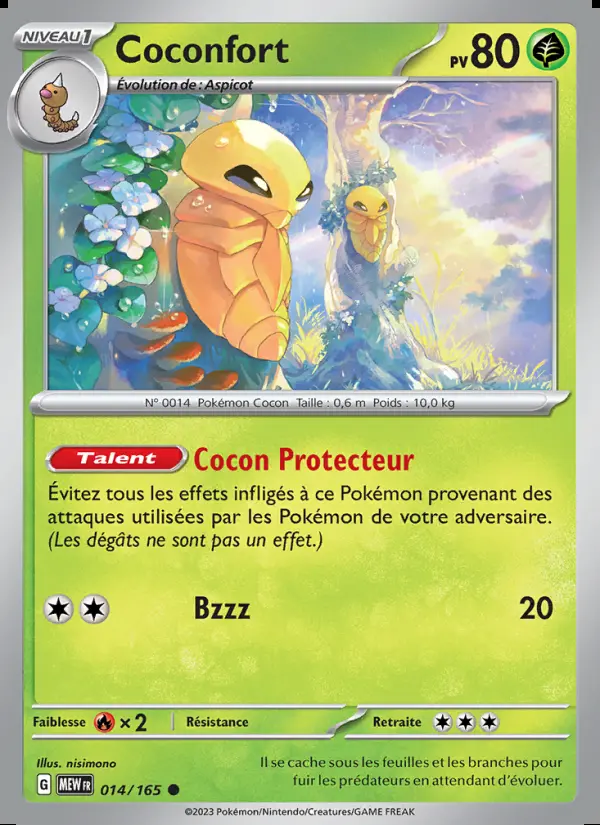 NIVEAU 1
Coconfort
PV 80
Évolution de : Aspicot
N° 0014 Pokémon Cocon Taille : 0,6 m Poids : 10,0 kg
Talent Cocon Protecteur
Évitez tous les effets infligés à ce Pokémon provenant des
attaques utilisées par les Pokémon de votre adversaire.
(Les dégâts ne sont pas un effet.)
Bzzz 20
Faiblesse ×2 Résistance Retraite
Illus. nisimono
G MEW FR 014/165
Il se cache sous les feuilles et les branches pour
fuir les prédateurs en attendant d'évoluer.
©2023 Pokémon/Nintendo/Creatures/GAME FREAK